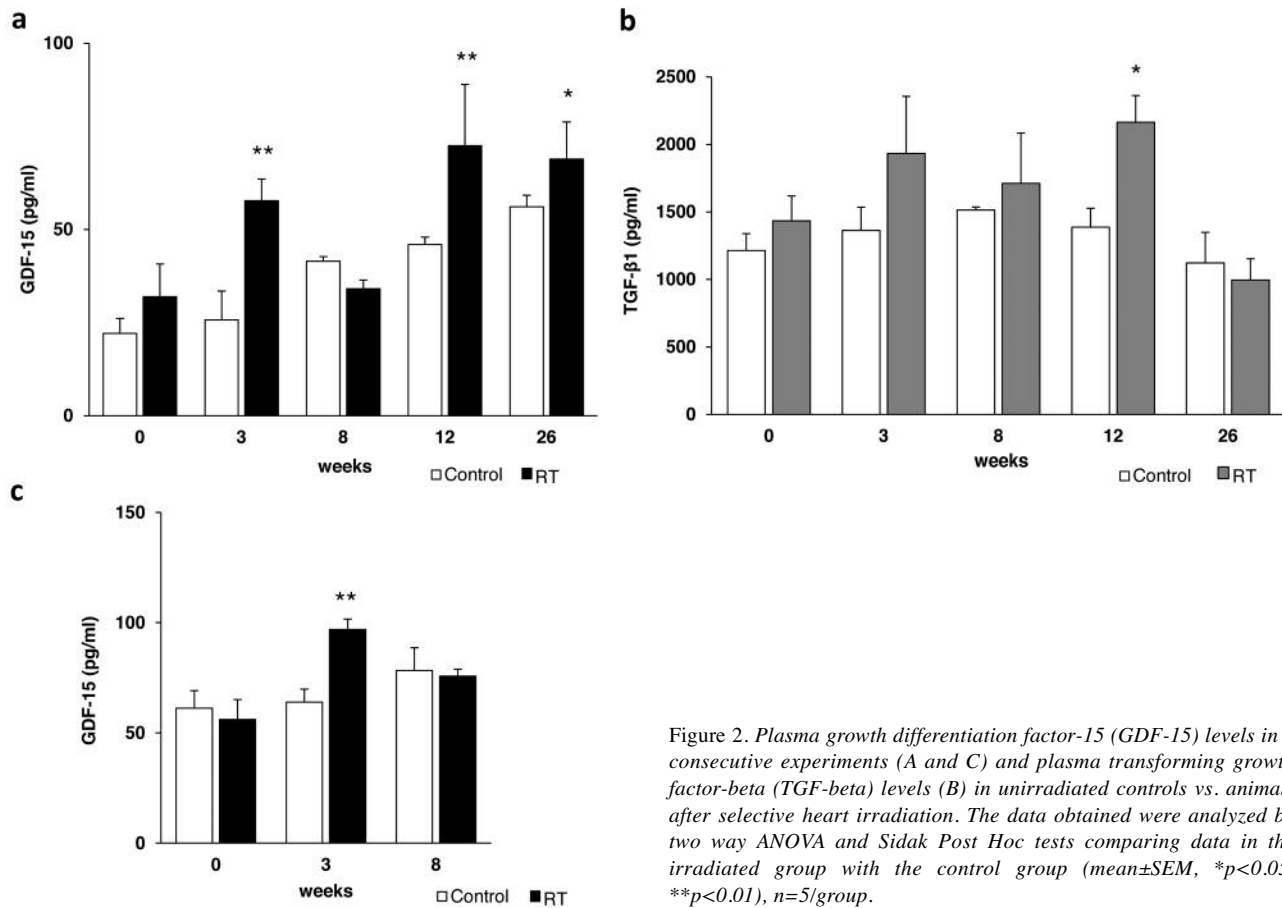 a
100
50
0
GDF-15 (pg/ml)
**
**
*
0 3 8 12 26
weeks
Control RT
b
2500
2000
1500
1000
500
0
TGF-β1 (pg/ml)
*
0 3 8 12 26
weeks
Control RT
c
150
100
50
0
GDF-15 (pg/ml)
**
0 3 8
weeks
Control RT
Figure 2. Plasma growth differentiation factor-15 (GDF-15) levels in
consecutive experiments (A and C) and plasma transforming growt
factor-beta (TGF-beta) levels (B) in unirradiated controls vs. animal
after selective heart irradiation. The data obtained were analyzed b
two way ANOVA and Sidak Post Hoc tests comparing data in th
irradiated group with the control group (mean±SEM, *p<0.05
**p<0.01), n=5/group.